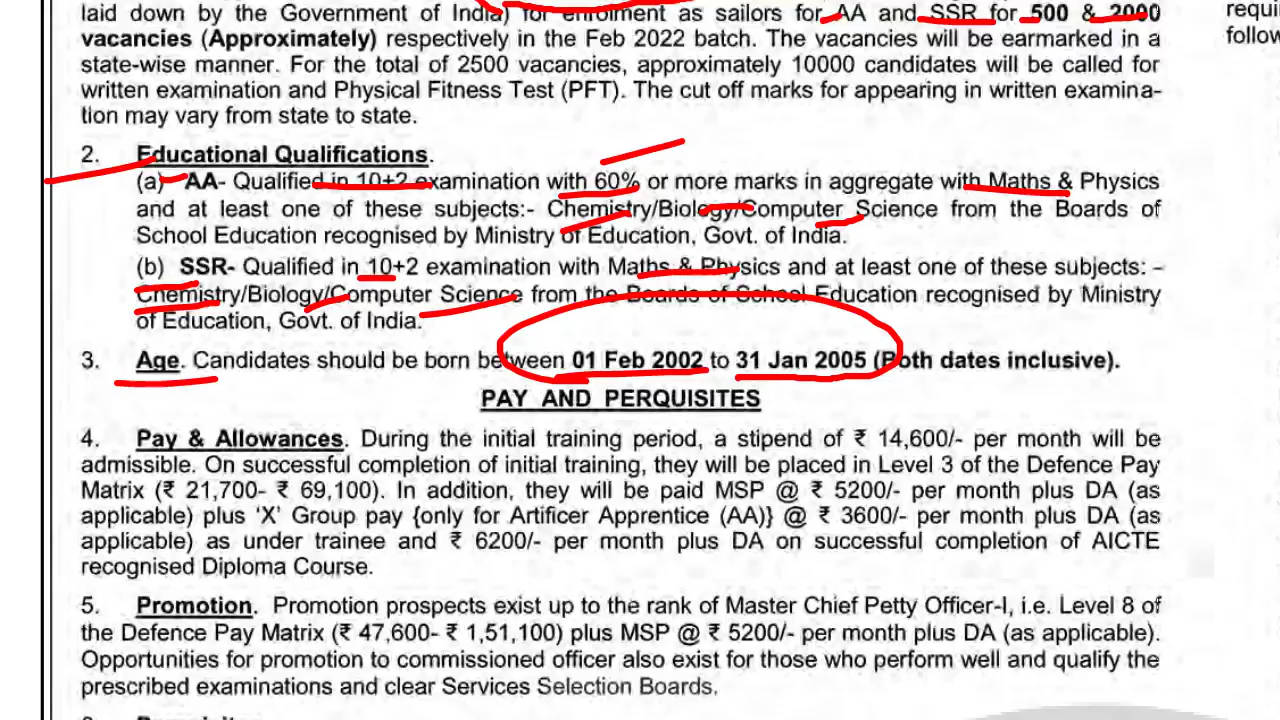 laid down by the Government of India) for enrolment as sailors for AA and SSR for 500 & 2000
vacancies (Approximately) respectively in the Feb 2022 batch. The vacancies will be earmarked in a
state-wise manner. For the total of 2500 vacancies, approximately 10000 candidates will be called for
written examination and Physical Fitness Test (PFT). The cut off marks for appearing in written examina-
tion may vary from state to state.
2. Educational Qualifications.
(a) AA- Qualified in 10+2 examination with 60% or more marks in aggregate with Maths & Physics
and at least one of these subjects:- Chemistry/Biology/Computer Science from the Boards of
School Education recognised by Ministry of Education, Govt. of India.
(b) SSR- Qualified in 10+2 examination with Maths & Physics and at least one of these subjects: –
Chemistry/Biology/Computer Science from the Boards of School Education recognised by Ministry
of Education, Govt. of India.
3. Age. Candidates should be born between 01 Feb 2002 to 31 Jan 2005 (Both dates inclusive).
PAY AND PERQUISITES
4. Pay & Allowances. During the initial training period, a stipend of ₹ 14,600/- per month will be
admissible. On successful completion of initial training, they will be placed in Level 3 of the Defence Pay
Matrix (₹ 21,700- ₹ 69,100). In addition, they will be paid MSP @ ₹ 5200/- per month plus DA (as
applicable) plus ‘X’ Group pay {only for Artificer Apprentice (AA)} @ ₹ 3600/- per month plus DA (as
applicable) as under trainee and ₹ 6200/- per month plus DA on successful completion of AICTE
recognised Diploma Course.
5. Promotion. Promotion prospects exist up to the rank of Master Chief Petty Officer-I, i.e. Level 8 of
the Defence Pay Matrix (₹ 47,600- ₹ 1,51,100) plus MSP @ ₹ 5200/- per month plus DA (as applicable).
Opportunities for promotion to commissioned officer also exist for those who perform well and qualify the
prescribed examinations and clear Services Selection Boards.